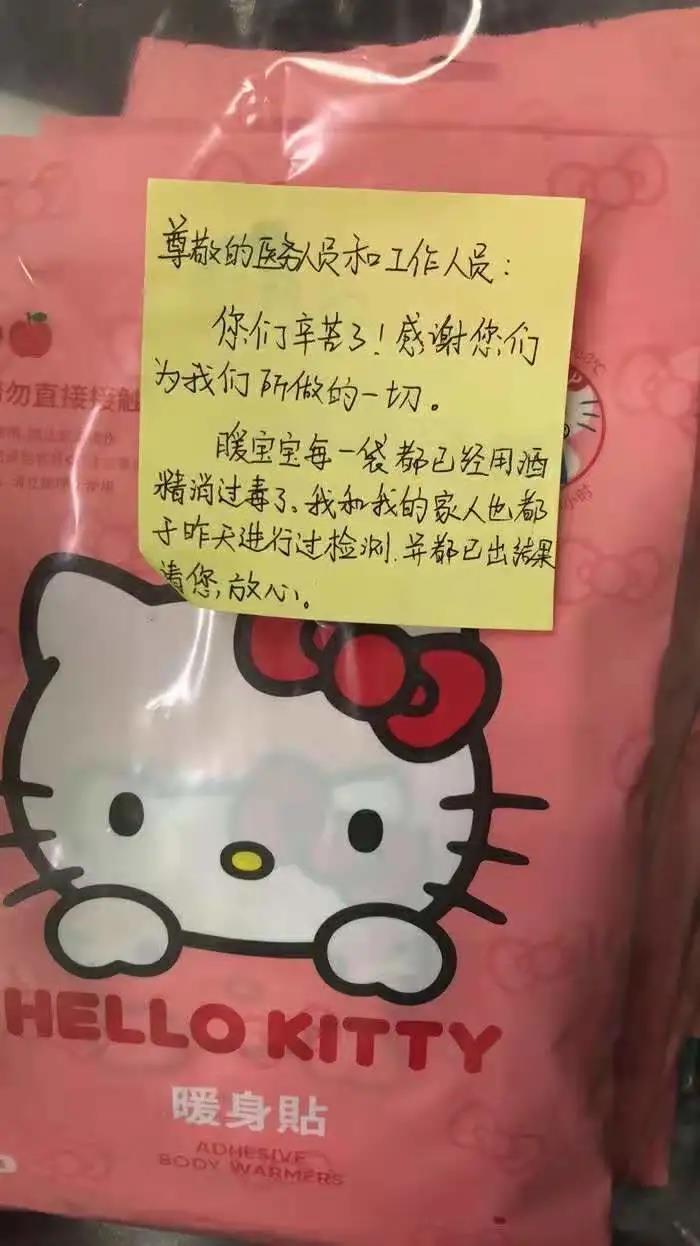 尊敬的医务人员和工作人员：
您们辛苦了！感谢您们
为我们所做的一切。
暖宝宝每一袋都已经用酒
精消过毒了、我和我的家人也都
于昨天进行过检测.并都已出结果
请您,放心。
勿直接接触
小时
HELLO KITTY
暖身貼
ADHESIVE
BODY WARMERS